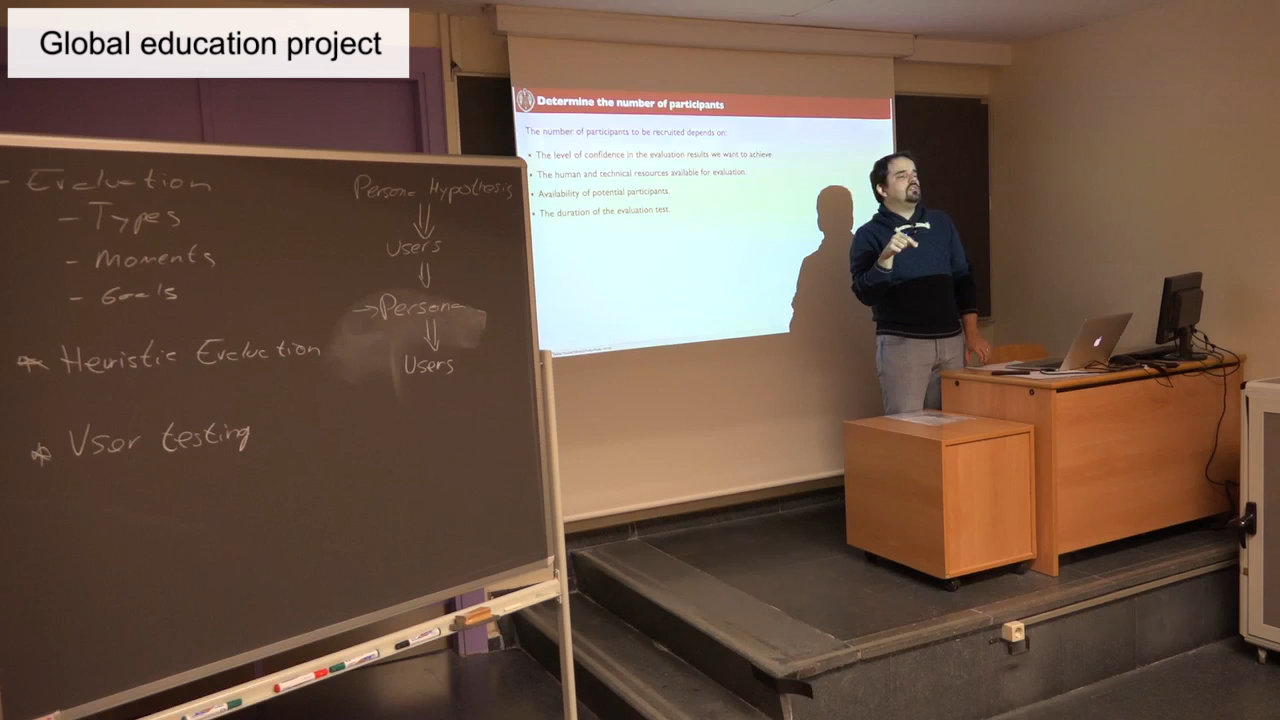 Global education project
- Evaluation
- Types
- Moments
- Goals
* Heuristic Evaluation
* User testing
Persona Hypothesis
Users
→Persona
Users
Determine the number of participants
The number of participants to be recruited depends on:
• The level of confidence in the evaluation results we want to achieve
• The human and technical resources available for evaluation.
• Availability of potential participants.
• The duration of the evaluation test.